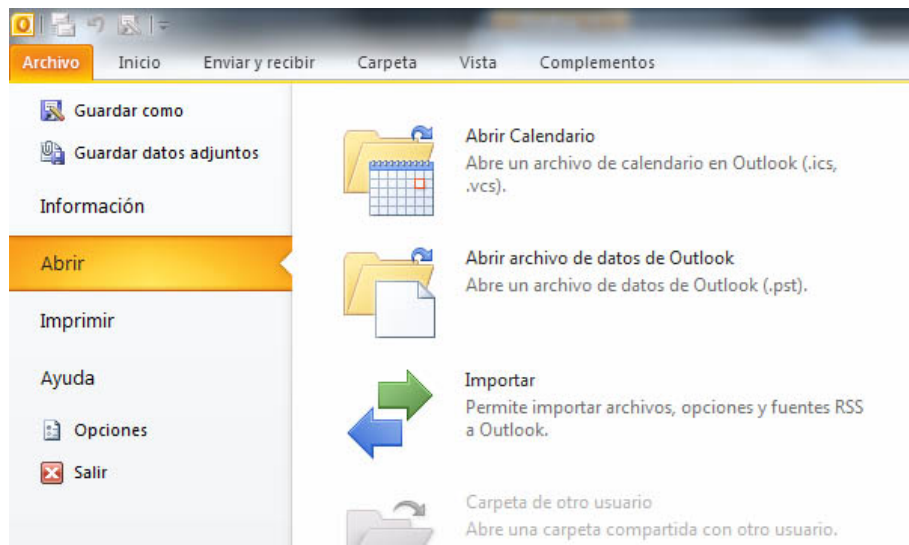 Archivo Inicio Enviar y recibir Carpeta Vista Complementos
Guardar como
Guardar datos adjuntos
Información
Abrir
Imprimir
Ayuda
Opciones
Salir
Abrir Calendario
Abre un archivo de calendario en Outlook (.ics,
.vcs).
Abrir archivo de datos de Outlook
Abre un archivo de datos de Outlook (.pst).
Importar
Permite importar archivos, opciones y fuentes RSS
a Outlook.
Carpeta de otro usuario
Abre una carpeta compartida con otro usuario.